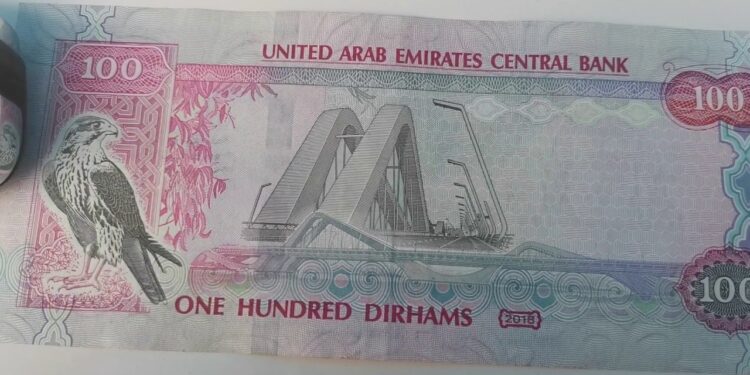 UNITED ARAB EMIRATES CENTRAL BANK
100
100
ONE HUNDRED DIRHAMS
2018
100